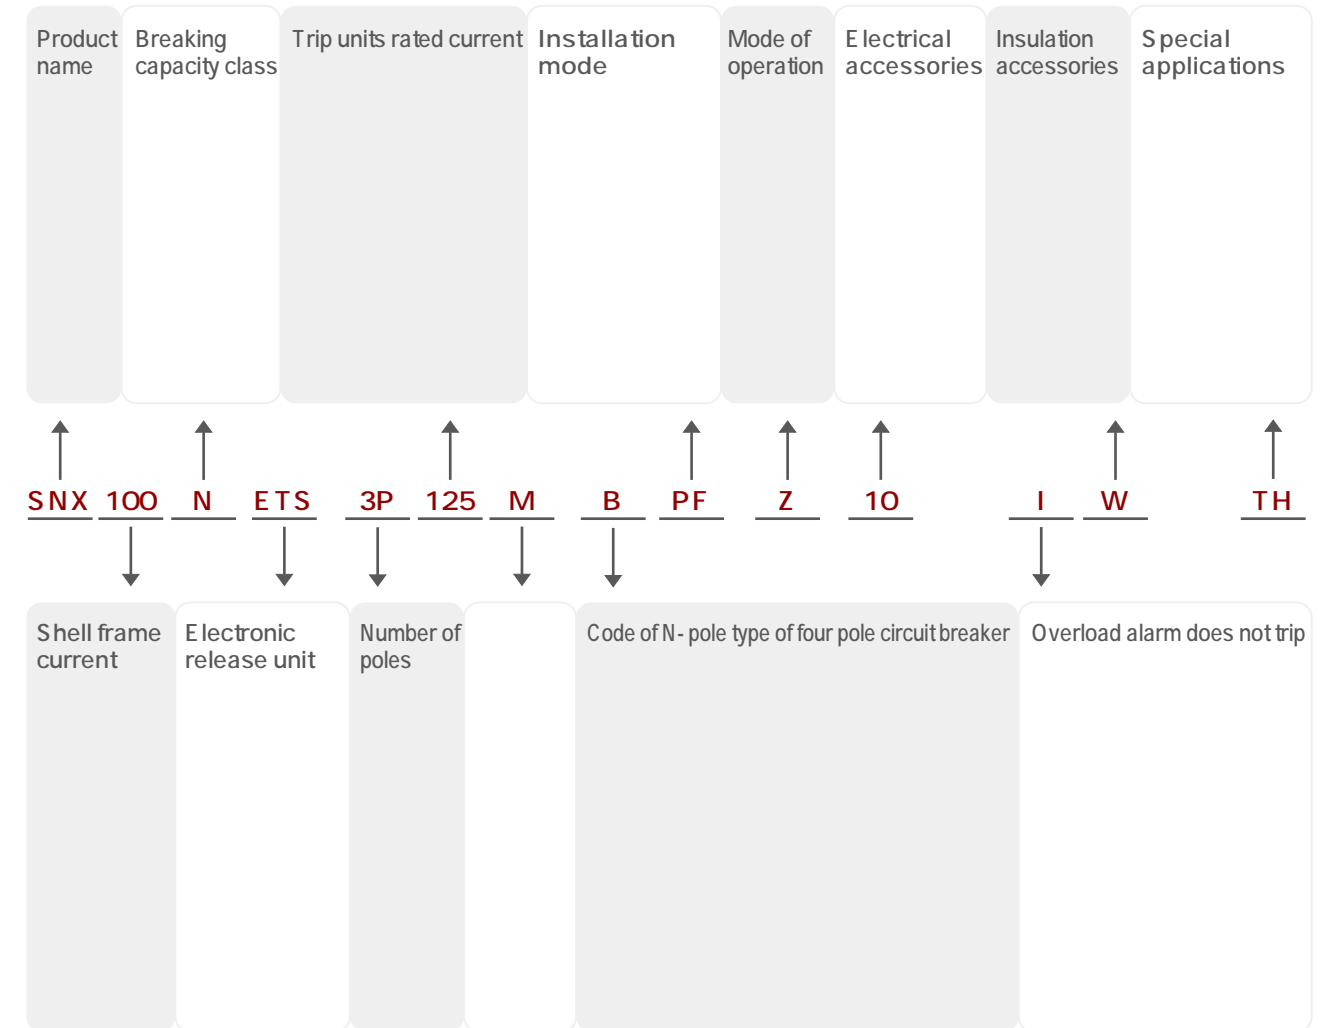 Product name
Breaking capacity class
Trip units rated current
Installation mode
Mode of operation
Electrical accessories
Insulation accessories
Special applications
SNX 100 N ETS 3P 125 M B PF Z 10 I W TH
Shell frame current
Electronic release unit
Number of poles
Code of N- pole type of four pole circuit breaker
Overload alarm does not trip